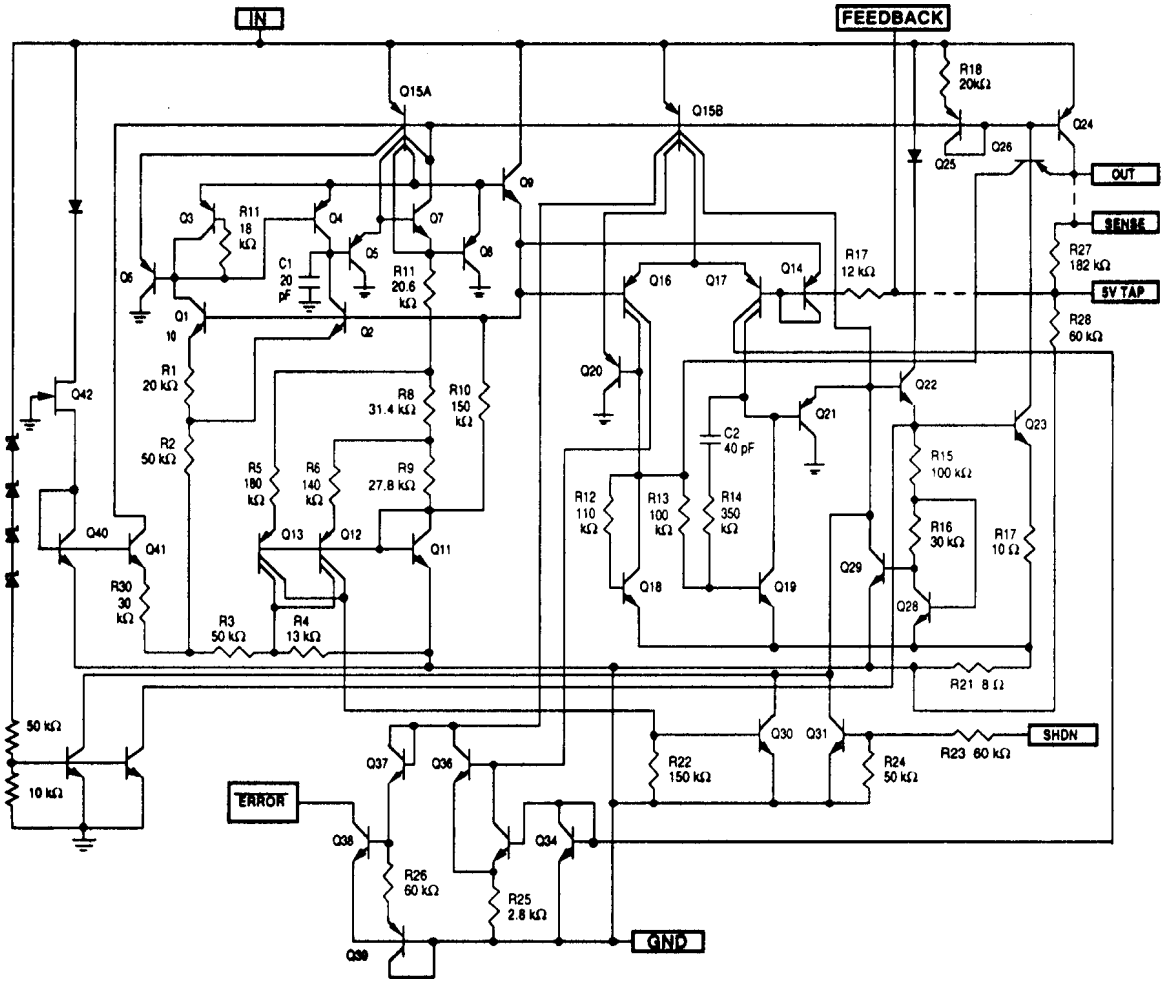 IN
FEEDBACK
R18
20kΩ
Q15A
Q15B
Q24
Q25
Q26
OUT
Q9
Q3
R11
18
kΩ
Q4
Q7
SENSE
Q5
Q8
Q6
C1
20
pF
R11
20.6
kΩ
Q16
Q17
Q14
R17
12 kΩ
R27
182 kΩ
5V TAP
Q1
10
Q2
R28
60 kΩ
R1
20 kΩ
Q20
Q22
Q42
R8
31.4 kΩ
R10
150
kΩ
Q21
Q23
R2
50 kΩ
C2
40 pF
R5
180
kΩ
R6
140
kΩ
R9
27.8 kΩ
R15
100 kΩ
R12
110
kΩ
R13
100
kΩ
R14
350
kΩ
R16
30 kΩ
R17
10 Ω
Q40
Q41
Q13
Q12
Q11
Q29
R30
30
kΩ
Q18
Q19
Q28
R3
50 kΩ
R4
13 kΩ
R21 8 Ω
50 kΩ
Q30
Q31
SHDN
R23 60 kΩ
Q37
Q36
R22
150 kΩ
R24
50 kΩ
10 kΩ
ERROR
Q38
Q34
R26
60 kΩ
R25
2.8 kΩ
Q39
GND